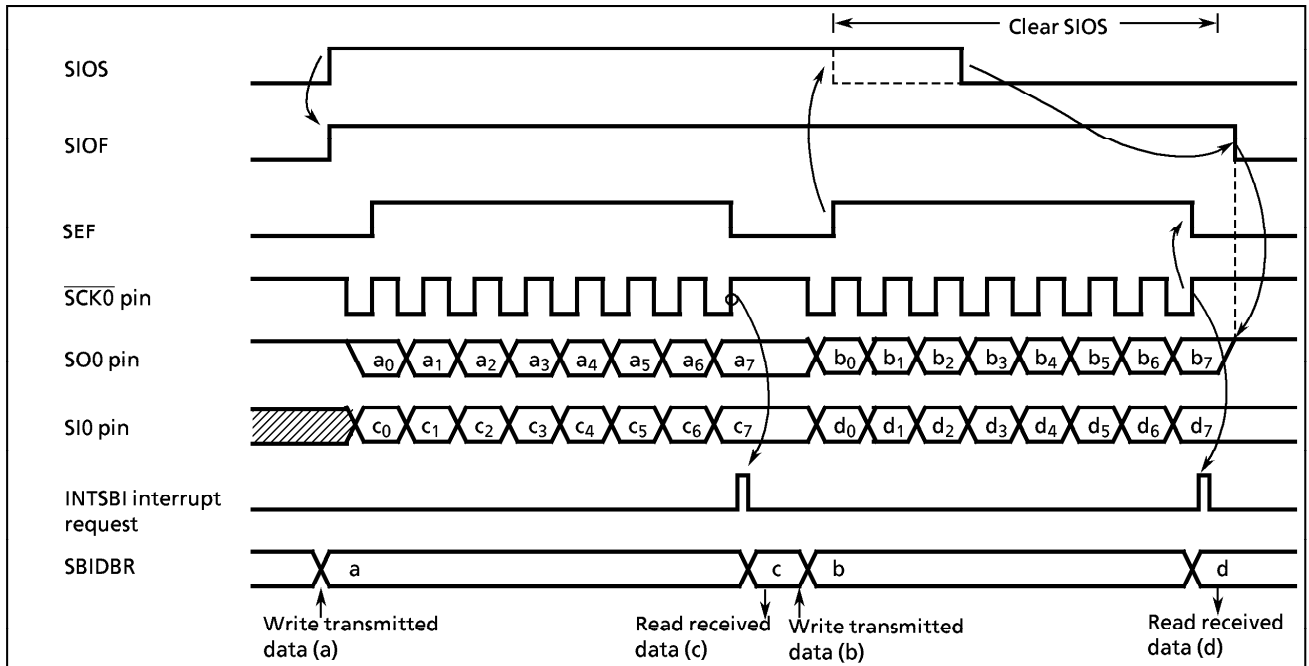 Clear SIOS
SIOS
SIOF
SEF
SCK0 pin
SO0 pin a0 a1 a2 a3 a4 a5 a6 a7 b0 b1 b2 b3 b4 b5 b6 b7
SI0 pin c0 c1 c2 c3 c4 c5 c6 c7 d0 d1 d2 d3 d4 d5 d6 d7
INTSBI interrupt
request
SBIDBR a c b d
Write transmitted
data (a)
Read received
data (c)
Write transmitted
data (b)
Read received
data (d)